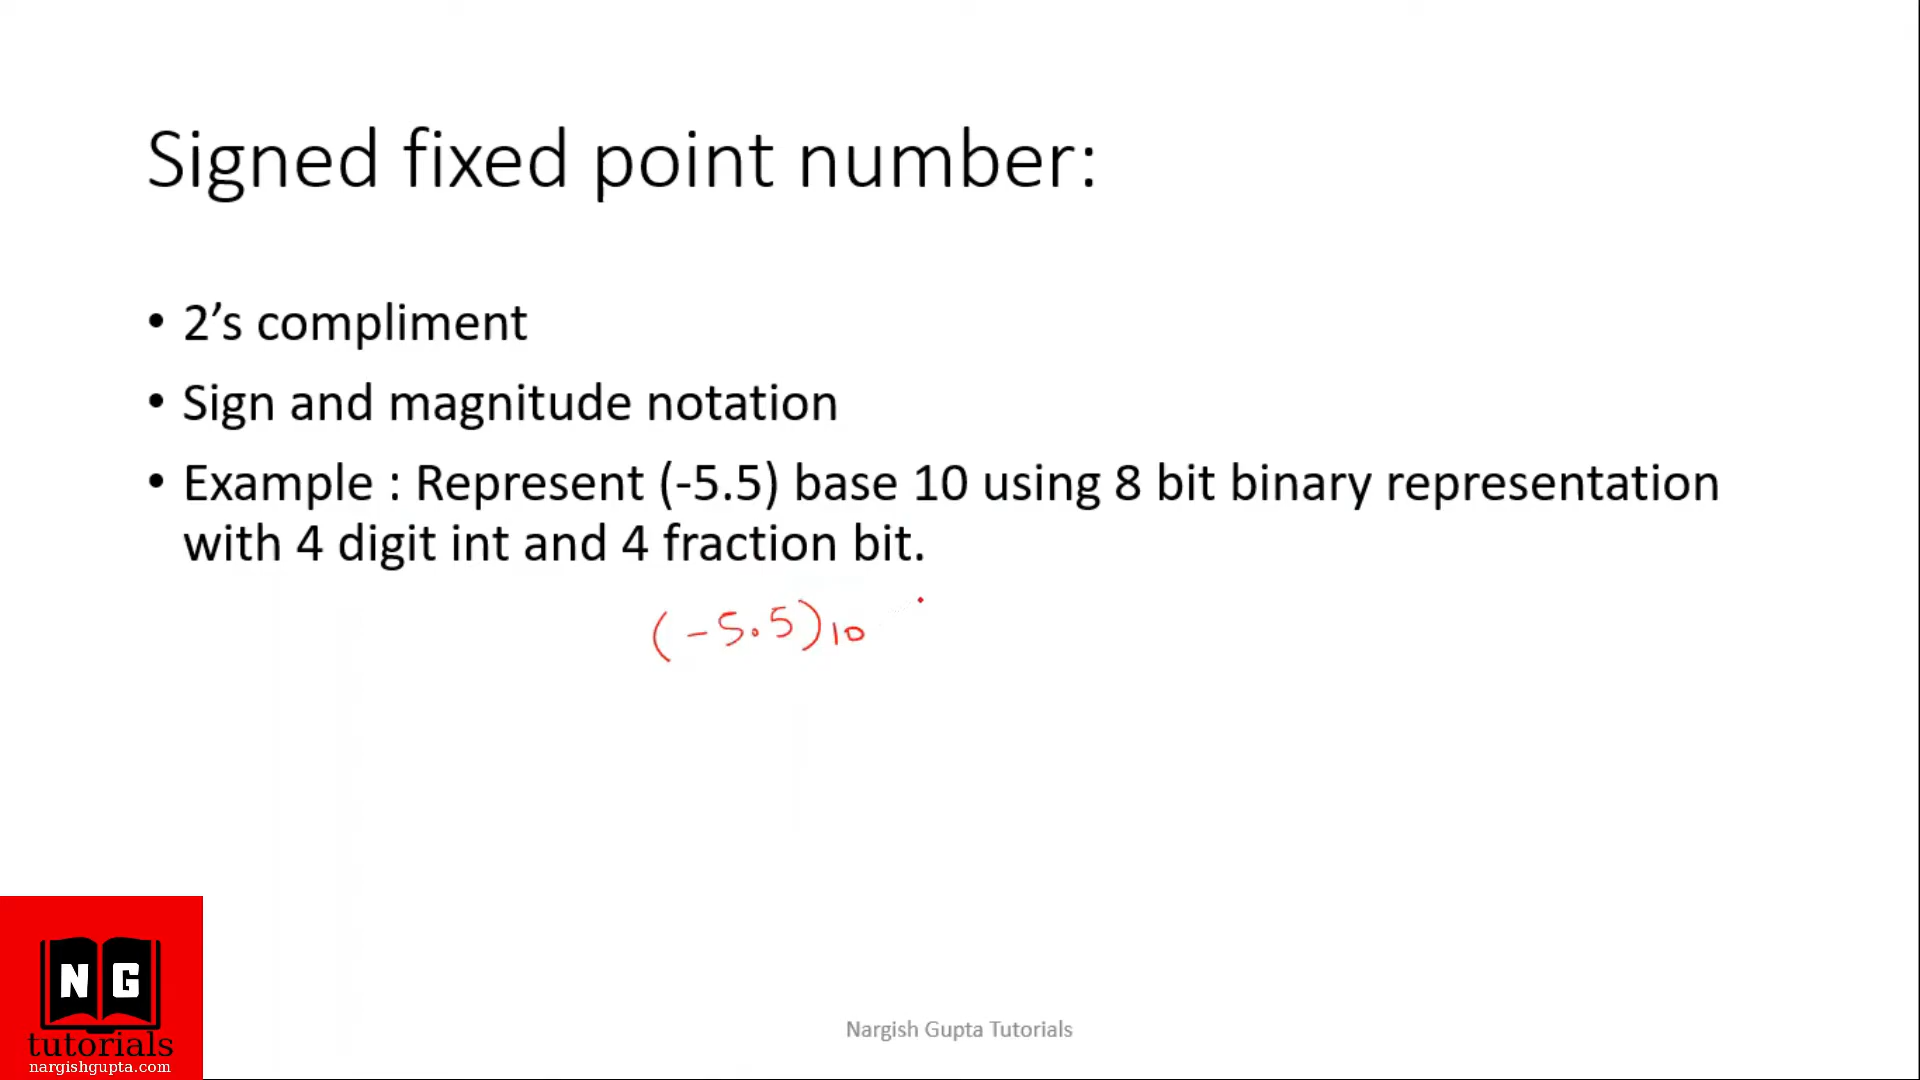 Signed fixed point number:
• 2’s compliment
• Sign and magnitude notation
• Example : Represent (-5.5) base 10 using 8 bit binary representation
with 4 digit int and 4 fraction bit.
(-5.5)10
N G
tutorials
nargishgupta.com
Nargish Gupta Tutorials